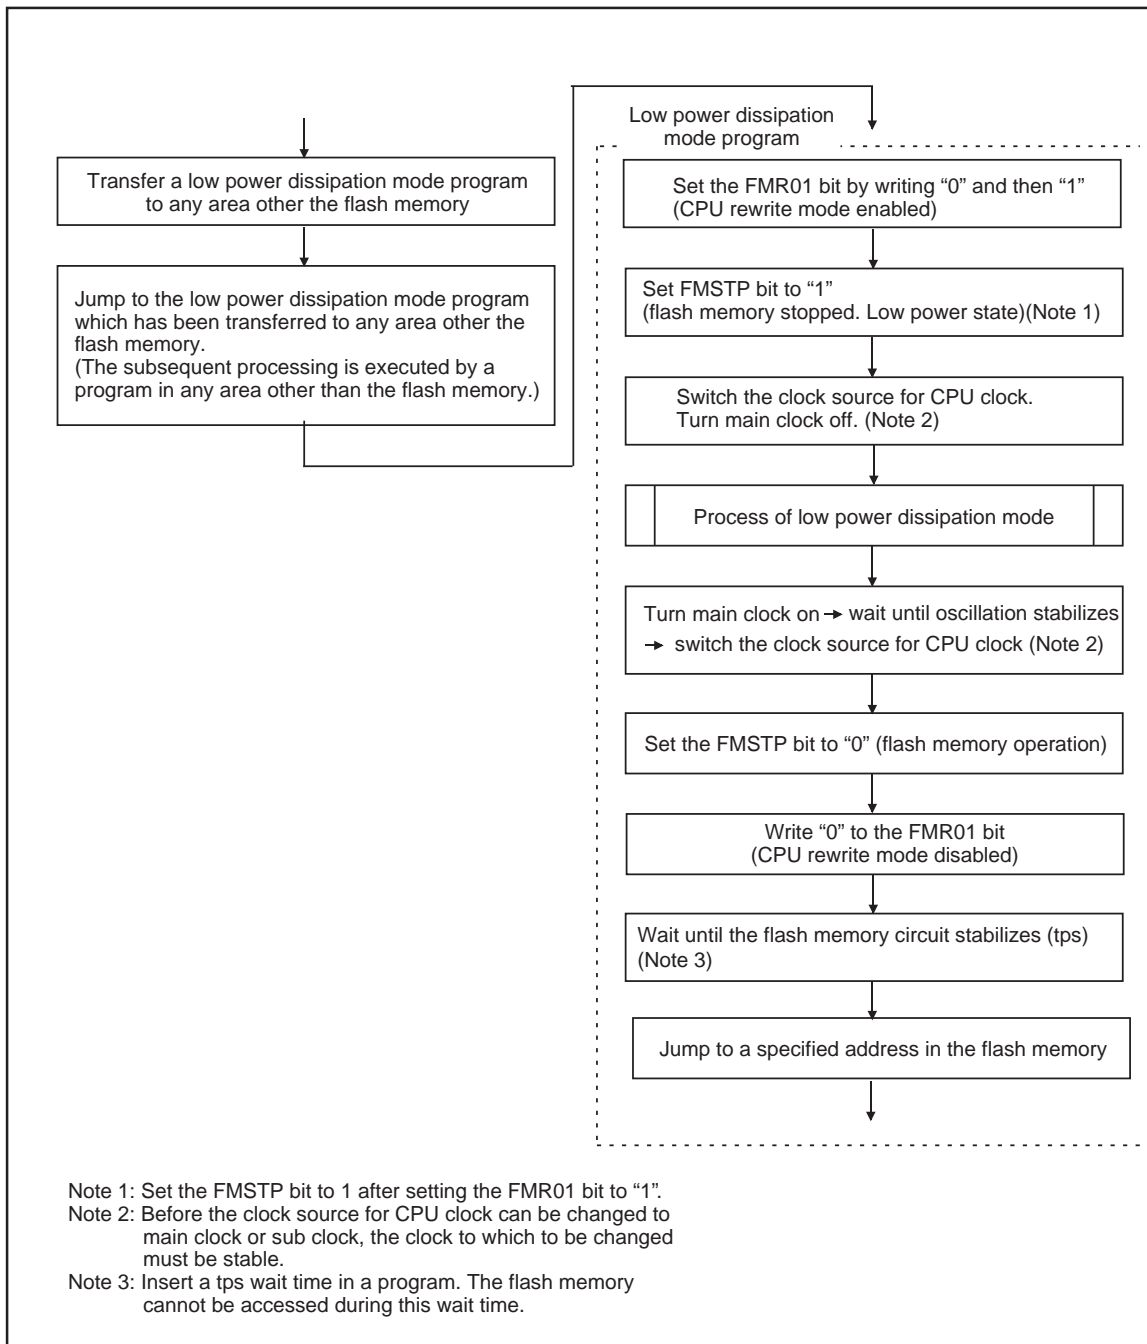 Transfer a low power dissipation mode program
to any area other the flash memory
Jump to the low power dissipation mode program
which has been transferred to any area other the
flash memory.
(The subsequent processing is executed by a
program in any area other than the flash memory.)
Low power dissipation
mode program
Set the FMR01 bit by writing “0” and then “1”
(CPU rewrite mode enabled)
Set FMSTP bit to “1”
(flash memory stopped. Low power state)(Note 1)
Switch the clock source for CPU clock.
Turn main clock off. (Note 2)
Process of low power dissipation mode
Turn main clock on → wait until oscillation stabilizes
→ switch the clock source for CPU clock (Note 2)
Set the FMSTP bit to “0” (flash memory operation)
Write “0” to the FMR01 bit
(CPU rewrite mode disabled)
Wait until the flash memory circuit stabilizes (tps)
(Note 3)
Jump to a specified address in the flash memory
Note 1: Set the FMSTP bit to 1 after setting the FMR01 bit to “1”.
Note 2: Before the clock source for CPU clock can be changed to
main clock or sub clock, the clock to which to be changed
must be stable.
Note 3: Insert a tps wait time in a program. The flash memory
cannot be accessed during this wait time.